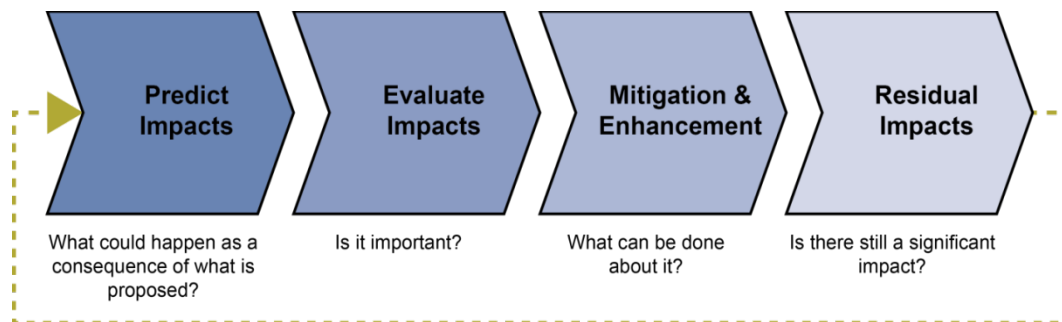 Predict
Impacts
Evaluate
Impacts
Mitigation &
Enhancement
Residual
Impacts
What could happen as a
consequence of what is
proposed?
Is it important?
What can be done
about it?
Is there still a significant
impact?